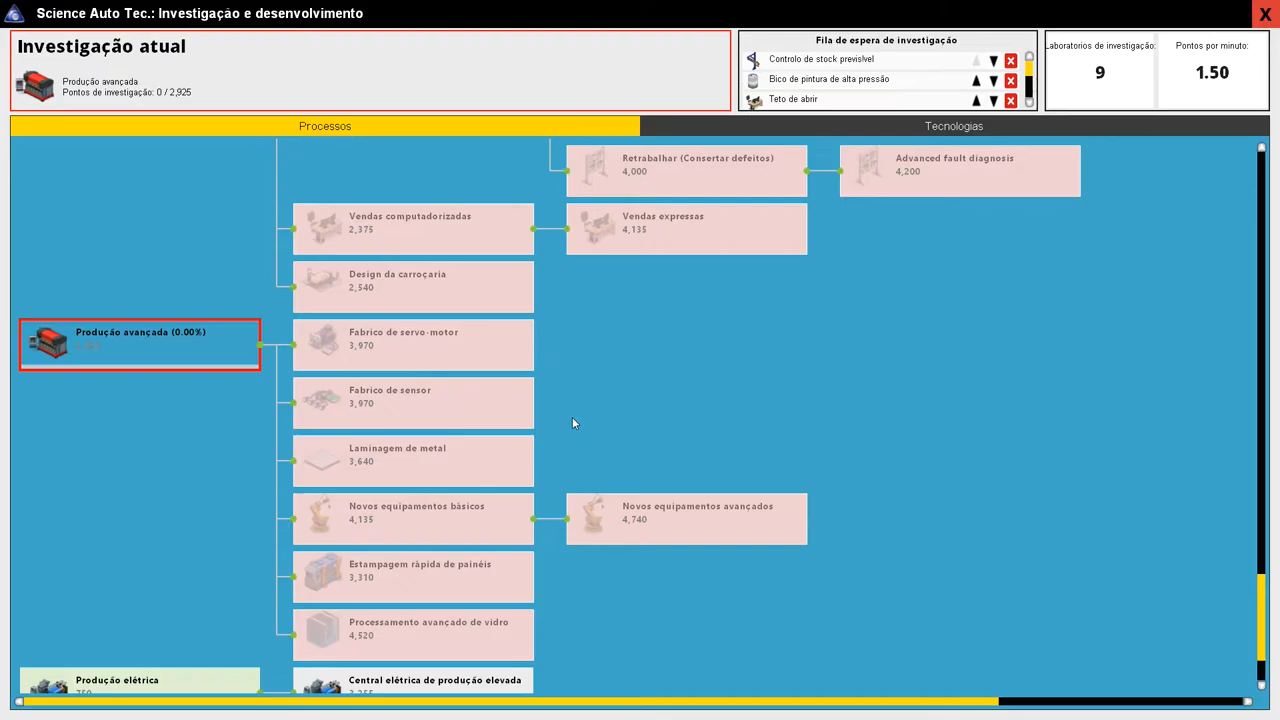 Science Auto Tec.: Investigação e desenvolvimento
X
Investigação atual
Produção avançada
Pontos de investigação: 0 / 2,925
Fila de espera de investigação
Controlo de stock previsível
Bico de pintura de alta pressão
Teto de abrir
Laboratorios de investigação:
9
Pontos por minuto:
1.50
Processos
Tecnologias
Retrabalhar (Consertar defeitos)
4,000
Advanced fault diagnosis
4,200
Vendas computadorizadas
2,375
Vendas expressas
4,135
Design da carroçaria
2,540
Produção avançada (0.00%)
Fabrico de servo-motor
3,970
Fabrico de sensor
3,970
Laminagem de metal
3,640
Novos equipamentos básicos
4,135
Novos equipamentos avançados
4,740
Estampagem rápida de painéis
3,310
Processamento avançado de vidro
4,520
Produção elétrica
750
Central elétrica de produção elevada
3,255